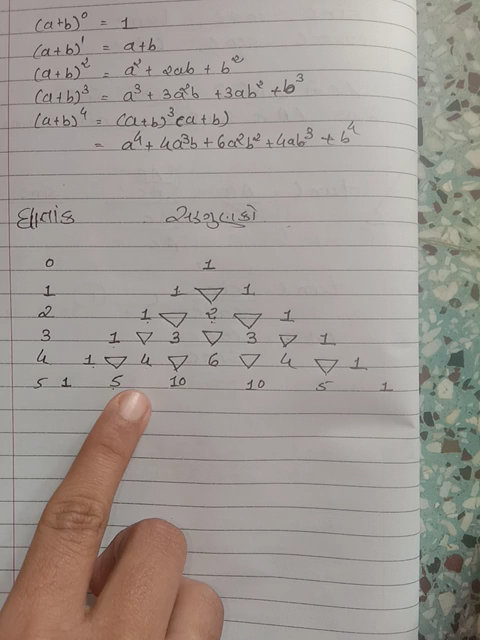 (a+b)⁰ = 1
(a+b)¹ = a+b
(a+b)² = a² + 2ab + b²
(a+b)³ = a³ + 3a²b + 3ab² + b³
(a+b)⁴ = (a+b)³(a+b)
= a⁴ + 4a³b + 6a²b² + 4ab³ + b⁴
ઘાતાંક સહગુણકો
0 1
1 1 ▽ 1
2 1 ▽ 2 ▽ 1
3 1 ▽ 3 ▽ 3 ▽ 1
4 1 ▽ 4 ▽ 6 ▽ 4 ▽ 1
5 1 5 10 10 5 1